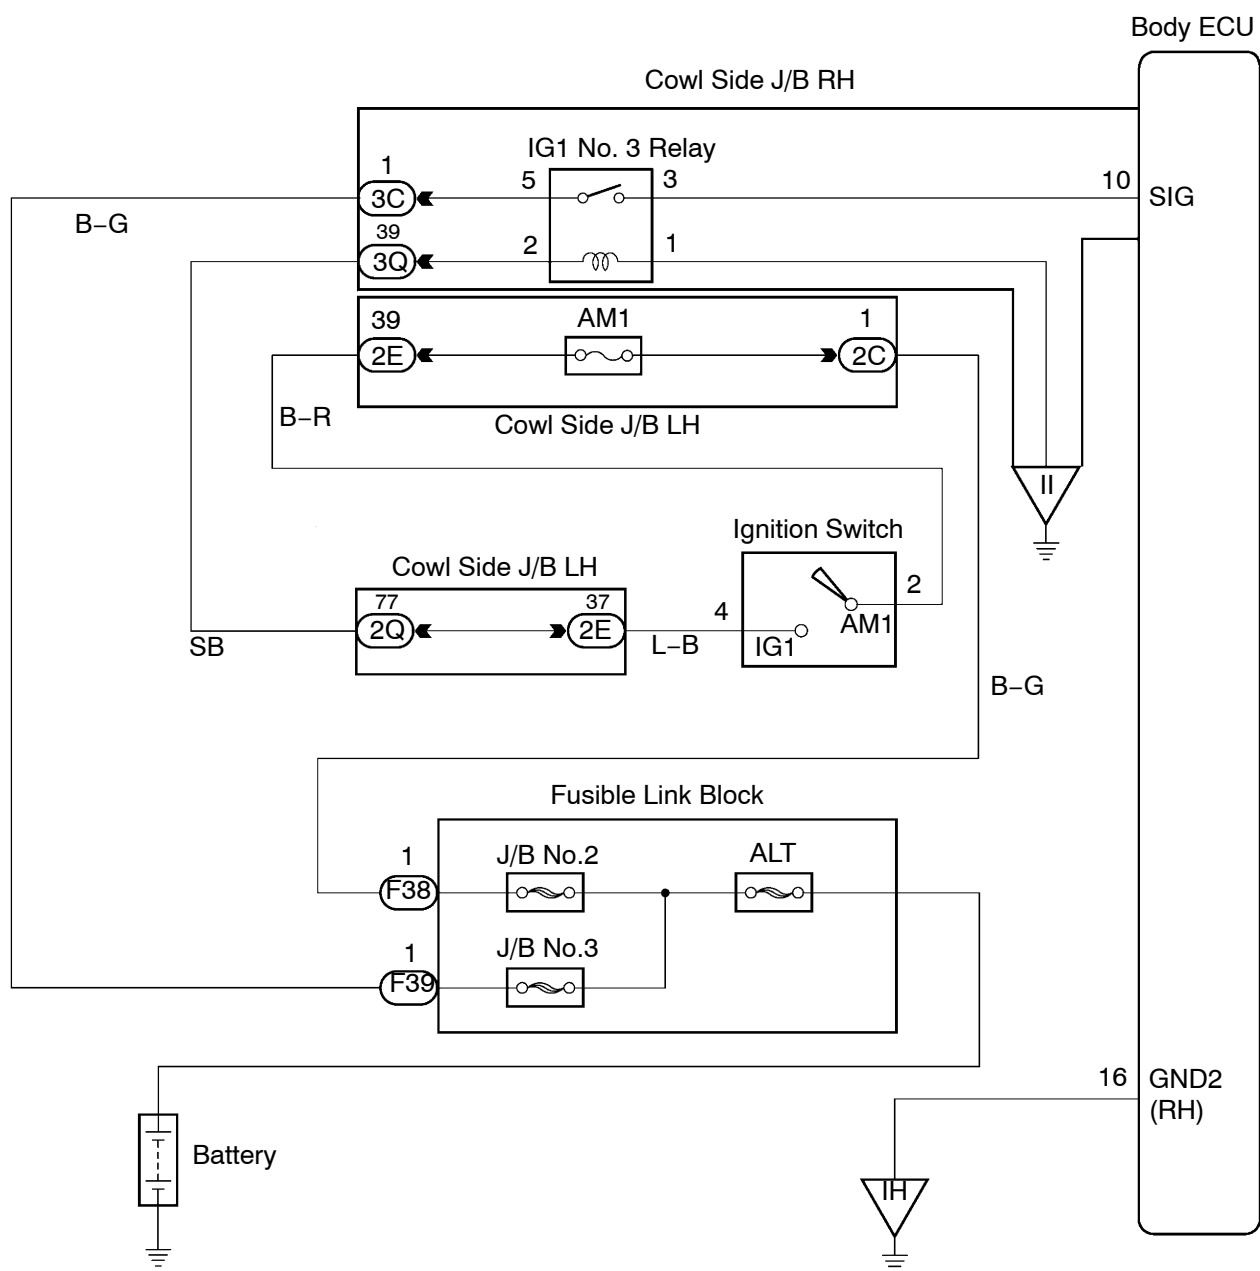 Body ECU
Cowl Side J/B RH
IG1 No. 3 Relay
1
5
3
10
3C
SIG
B–G
39
2
1
3Q
39
AM1
1
2E
2C
B–R
Cowl Side J/B LH
II
Ignition Switch
Cowl Side J/B LH
77
37
4
2
2Q
2E
AM1
SB
L–B
IG1
B–G
Fusible Link Block
1
J/B No.2
ALT
F38
1
J/B No.3
F39
16
GND2
(RH)
Battery
IH